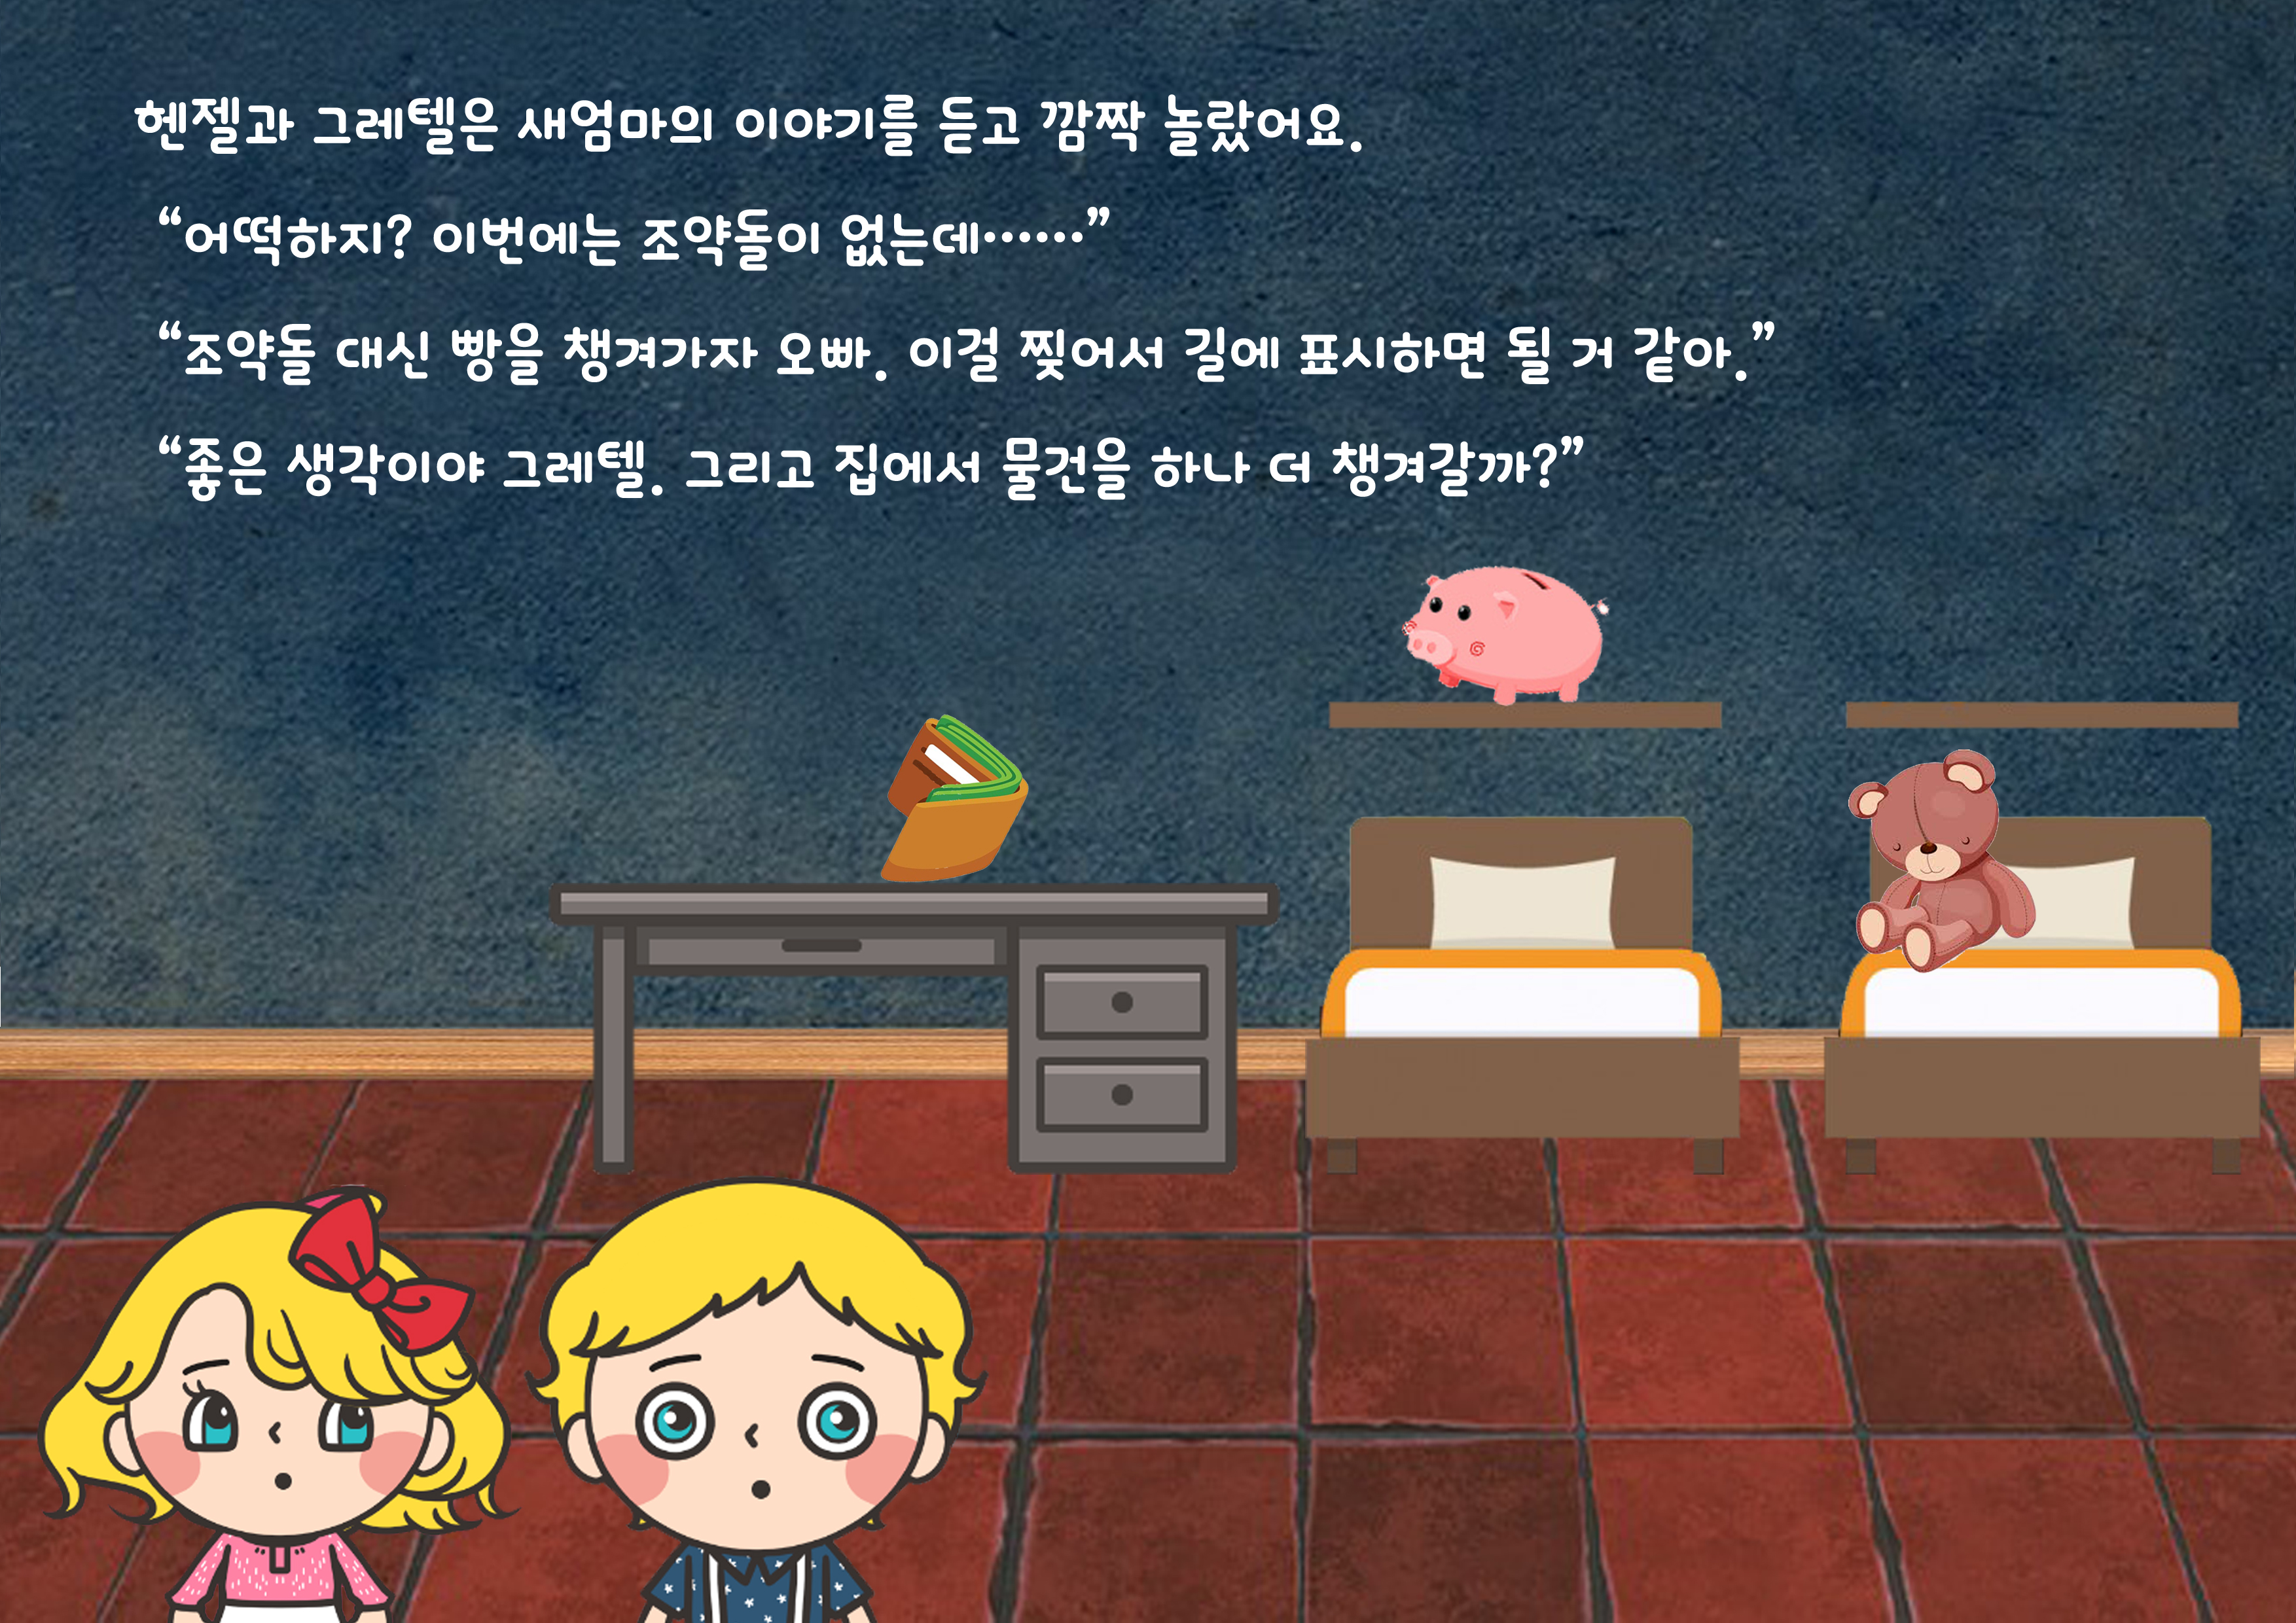 헨젤과 그레텔은 새엄마의 이야기를 듣고 깜짝 놀랐어요.
“어떡하지? 이번에는 조약돌이 없는데……”
“조약돌 대신 빵을 챙겨가자 오빠. 이걸 찢어서 길에 표시하면 될 거 같아.”
“좋은 생각이야 그레텔. 그리고 집에서 물건을 하나 더 챙겨갈까?”